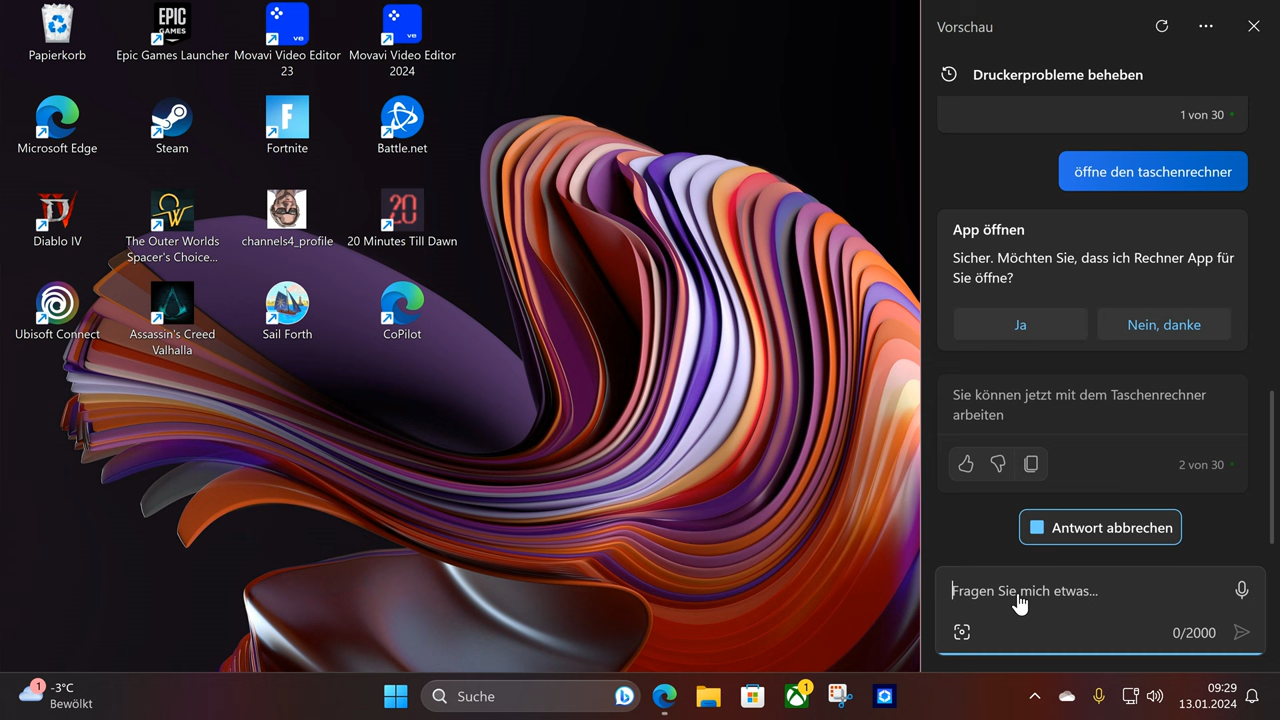 Papierkorb
EPIC
GAMES
Epic Games Launcher
Movavi Video Editor
23
Movavi Video Editor
2024
Microsoft Edge
Steam
Fortnite
Battle.net
Diablo IV
The Outer Worlds
Spacer's Choice...
channels4_profile
20
20 Minutes Till Dawn
Ubisoft Connect
Assassin's Creed
Valhalla
Sail Forth
CoPilot
Vorschau
Druckerprobleme beheben
1 von 30
öffne den taschenrechner
App öffnen
Sicher. Möchten Sie, dass ich Rechner App für
Sie öffne?
Ja
Nein, danke
Sie können jetzt mit dem Taschenrechner
arbeiten
2 von 30
Antwort abbrechen
Fragen Sie mich etwas...
0/2000
1
-3°C
Bewölkt
Suche
1
09:29
13.01.2024